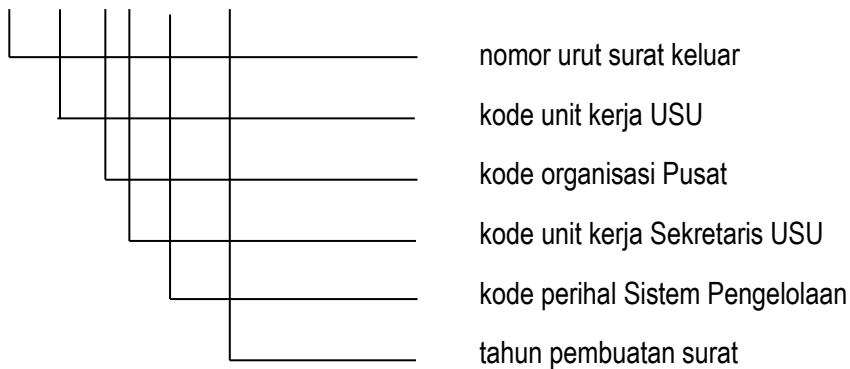 nomor urut surat keluar
kode unit kerja USU
kode organisasi Pusat
kode unit kerja Sekretaris USU
kode perihal Sistem Pengelolaan
tahun pembuatan surat